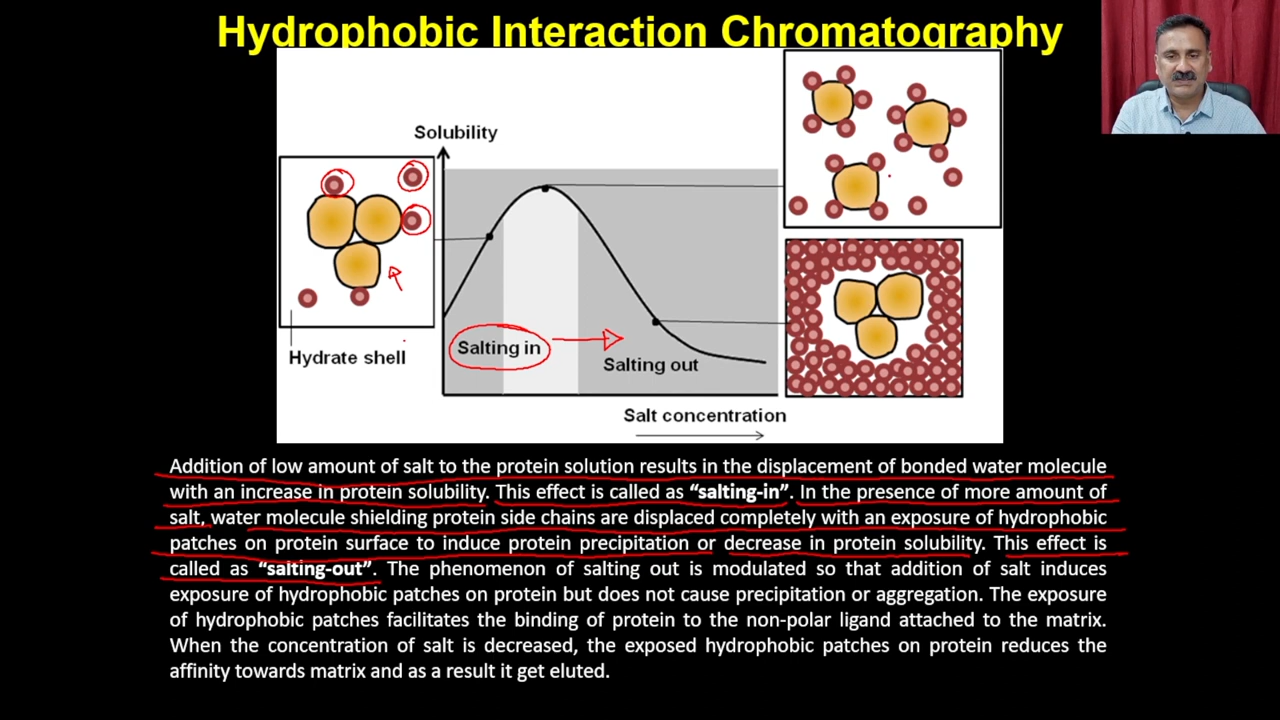 Hydrophobic Interaction Chromatography
Solubility
Salting in
Salting out
Hydrate shell
Salt concentration
Addition of low amount of salt to the protein solution results in the displacement of bonded water molecule
with an increase in protein solubility. This effect is called as “salting-in”. In the presence of more amount of
salt, water molecule shielding protein side chains are displaced completely with an exposure of hydrophobic
patches on protein surface to induce protein precipitation or decrease in protein solubility. This effect is
called as “salting-out”. The phenomenon of salting out is modulated so that addition of salt induces
exposure of hydrophobic patches on protein but does not cause precipitation or aggregation. The exposure
of hydrophobic patches facilitates the binding of protein to the non-polar ligand attached to the matrix.
When the concentration of salt is decreased, the exposed hydrophobic patches on protein reduces the
affinity towards matrix and as a result it get eluted.